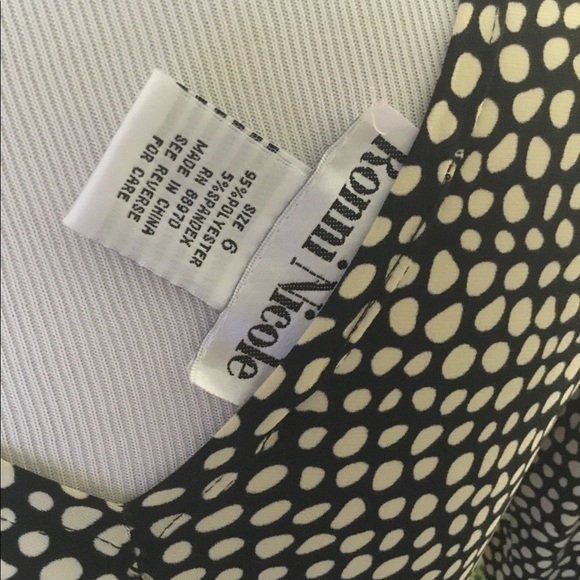 Ronni Nicole
SIZE 6
95%POLYESTER
5%SPANDEX
RN 88970
MADE IN CHINA
SEE REVERSE
FOR CARE